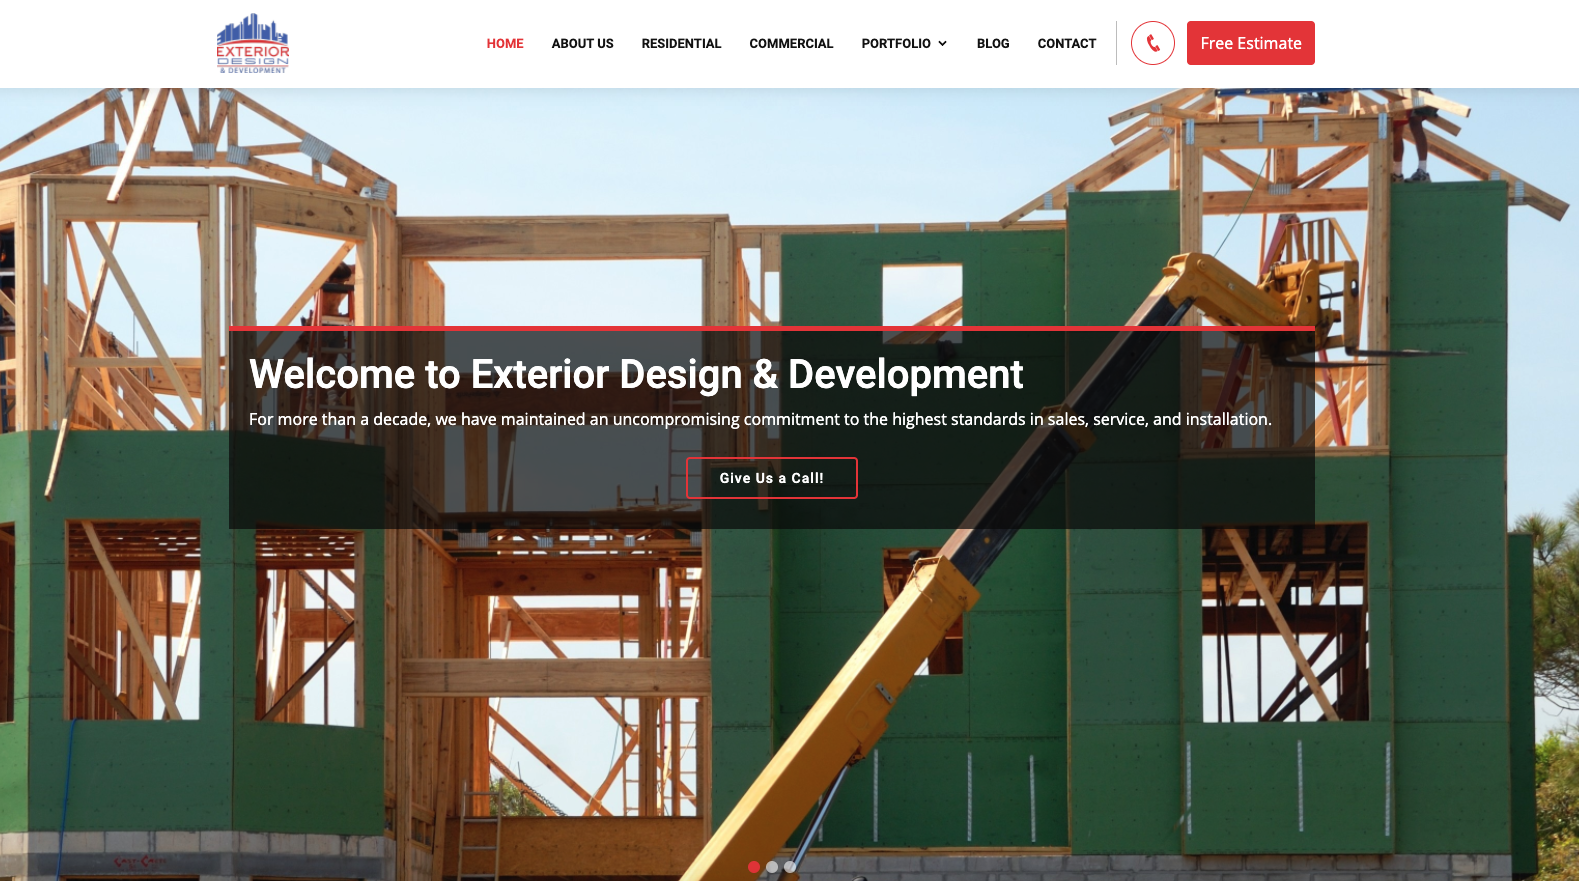 EXTERIOR
DESIGN
& DEVELOPMENT
HOME
ABOUT US
RESIDENTIAL
COMMERCIAL
PORTFOLIO
BLOG
CONTACT
Free Estimate
Welcome to Exterior Design & Development
For more than a decade, we have maintained an uncompromising commitment to the highest standards in sales, service, and installation.
Give Us a Call!